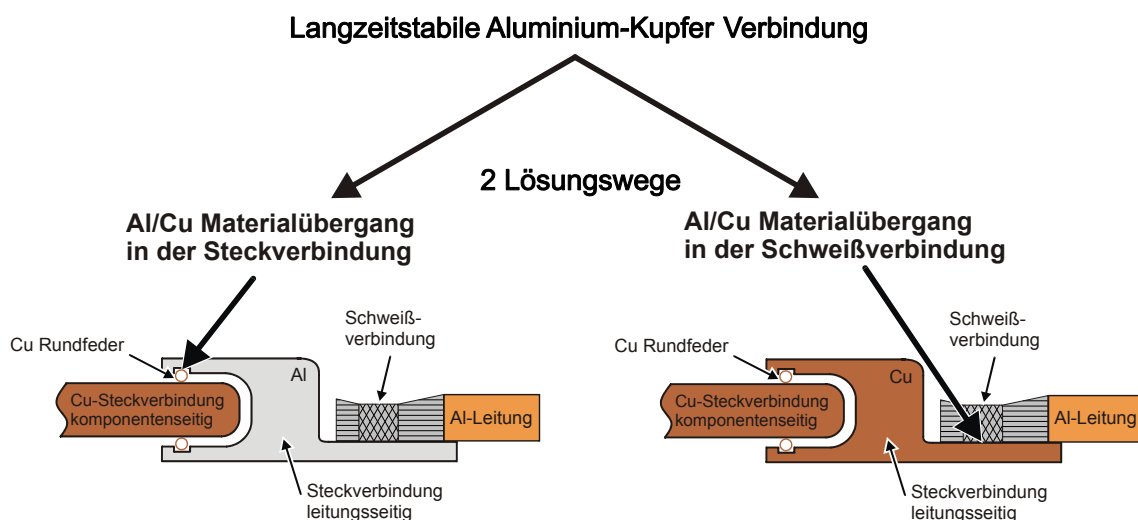 Langzeitstabile Aluminium-Kupfer Verbindung
2 Lösungswege
Al/Cu Materialübergang
in der Steckverbindung
Schweiß-
verbindung
Cu Rundfeder
Al
Cu-Steckverbindung
komponentenseitig
Al-Leitung
Steckverbindung
leitungsseitig
Al/Cu Materialübergang
in der Schweißverbindung
Schweiß-
verbindung
Cu Rundfeder
Cu
Cu-Steckverbindung
komponentenseitig
Al-Leitung
Steckverbindung
leitungsseitig